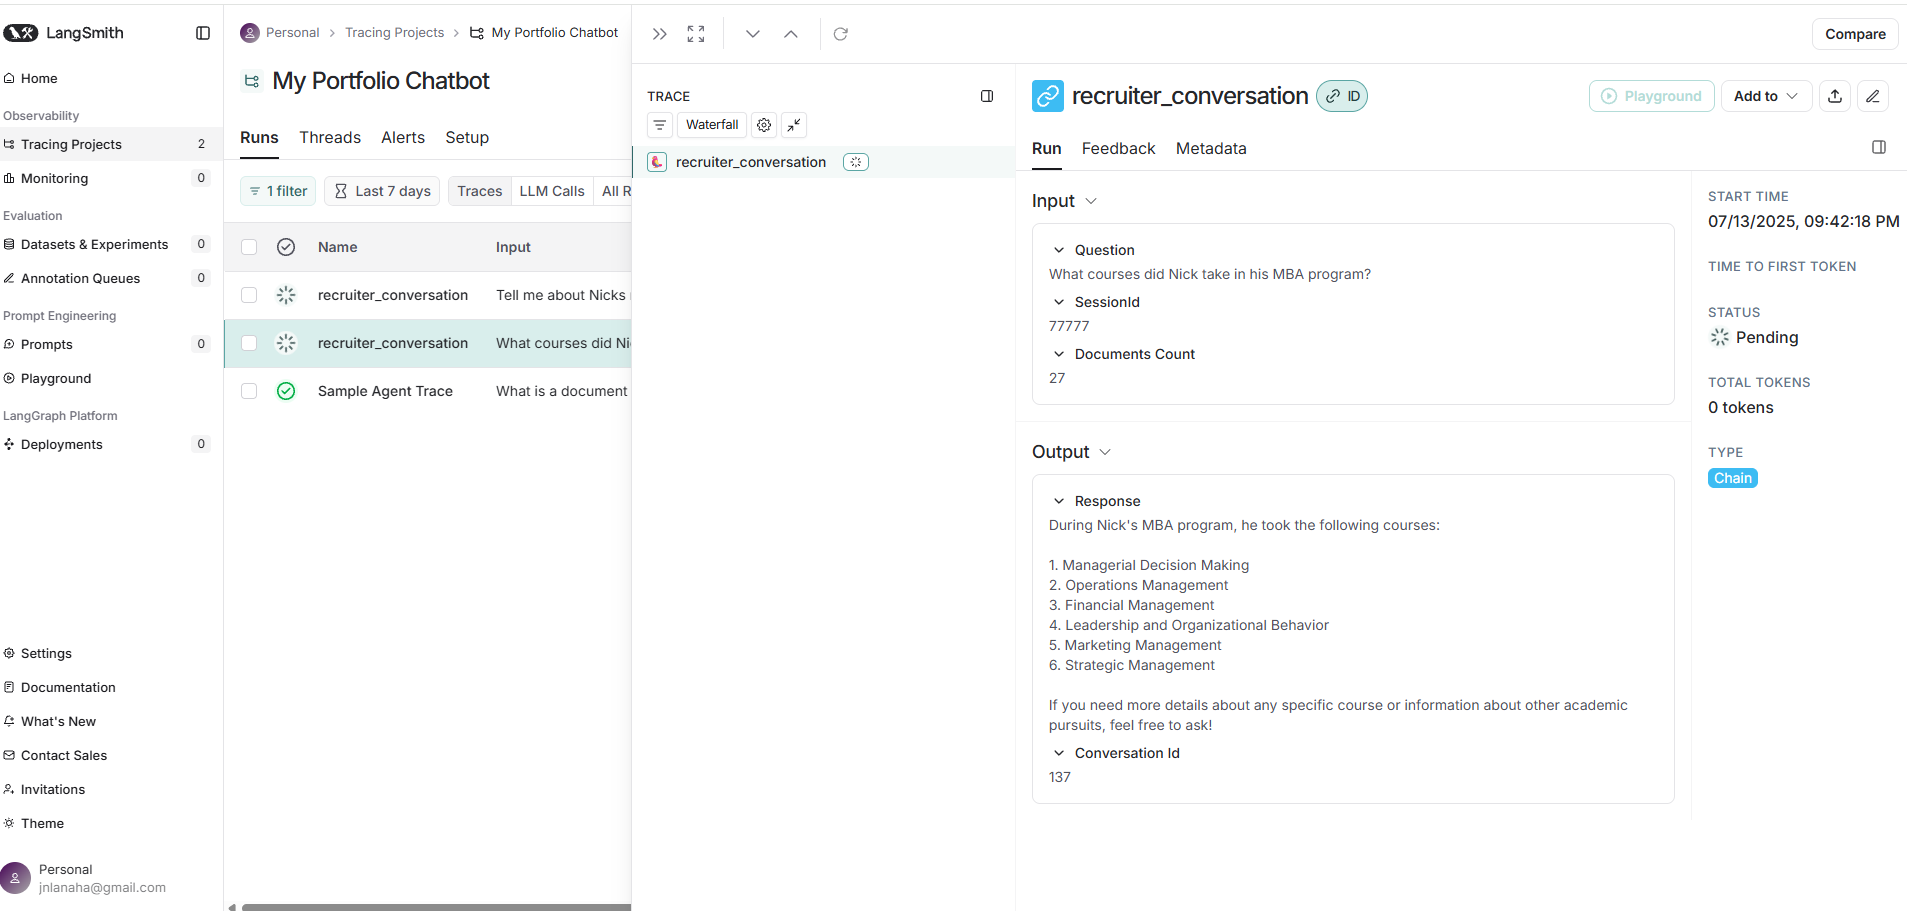 LangSmith
Home
Observability
Tracing Projects 2
Monitoring 0
Evaluation
Datasets & Experiments 0
Annotation Queues 0
Prompt Engineering
Prompts 0
Playground
LangGraph Platform
Deployments 0
Settings
Documentation
What's New
Contact Sales
Invitations
Theme
Personal
jnlanaha@gmail.com
Personal > Tracing Projects > My Portfolio Chatbot
My Portfolio Chatbot
Runs Threads Alerts Setup
1 filter Last 7 days Traces LLM Calls All R
Name Input
recruiter_conversation Tell me about Nicks
recruiter_conversation What courses did Ni
Sample Agent Trace What is a document
Compare
TRACE
Waterfall
recruiter_conversation
recruiter_conversation ID
Playground Add to
Run Feedback Metadata
Input
Question
What courses did Nick take in his MBA program?
SessionId
77777
Documents Count
27
Output
Response
During Nick's MBA program, he took the following courses:
1. Managerial Decision Making
2. Operations Management
3. Financial Management
4. Leadership and Organizational Behavior
5. Marketing Management
6. Strategic Management
If you need more details about any specific course or information about other academic
pursuits, feel free to ask!
Conversation Id
137
START TIME
07/13/2025, 09:42:18 PM
TIME TO FIRST TOKEN
STATUS
Pending
TOTAL TOKENS
0 tokens
TYPE
Chain